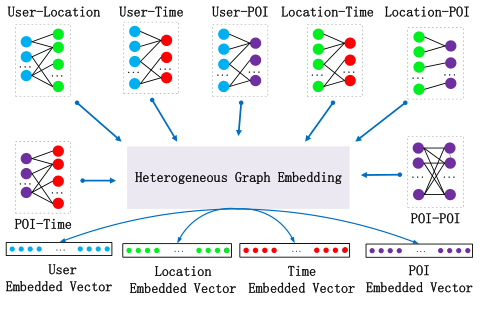 User-Location
User-Time
User-POI
Location-Time
Location-POI
Heterogeneous Graph Embedding
POI-Time
POI-POI
User
Embedded Vector
Location
Embedded Vector
Time
Embedded Vector
POI
Embedded Vector